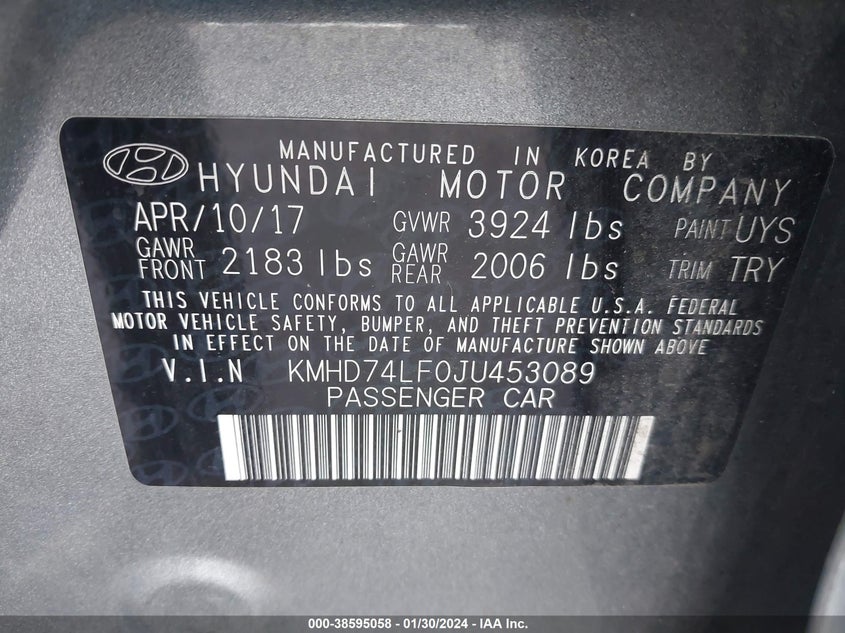 MANUFACTURED IN KOREA BY
HYUNDAI MOTOR COMPANY
APR/10/17 GVWR 3924 lbs PAINT UYS
GAWR FRONT 2183 lbs GAWR REAR 2006 lbs TRIM TRY
THIS VEHICLE CONFORMS TO ALL APPLICABLE U.S.A. FEDERAL
MOTOR VEHICLE SAFETY, BUMPER, AND THEFT PREVENTION STANDARDS
IN EFFECT ON THE DATE OF MANUFACTURE SHOWN ABOVE
V.I.N KMHD74LF0JU453089
PASSENGER CAR
000-38595058 - 01/30/2024 - IAA Inc.